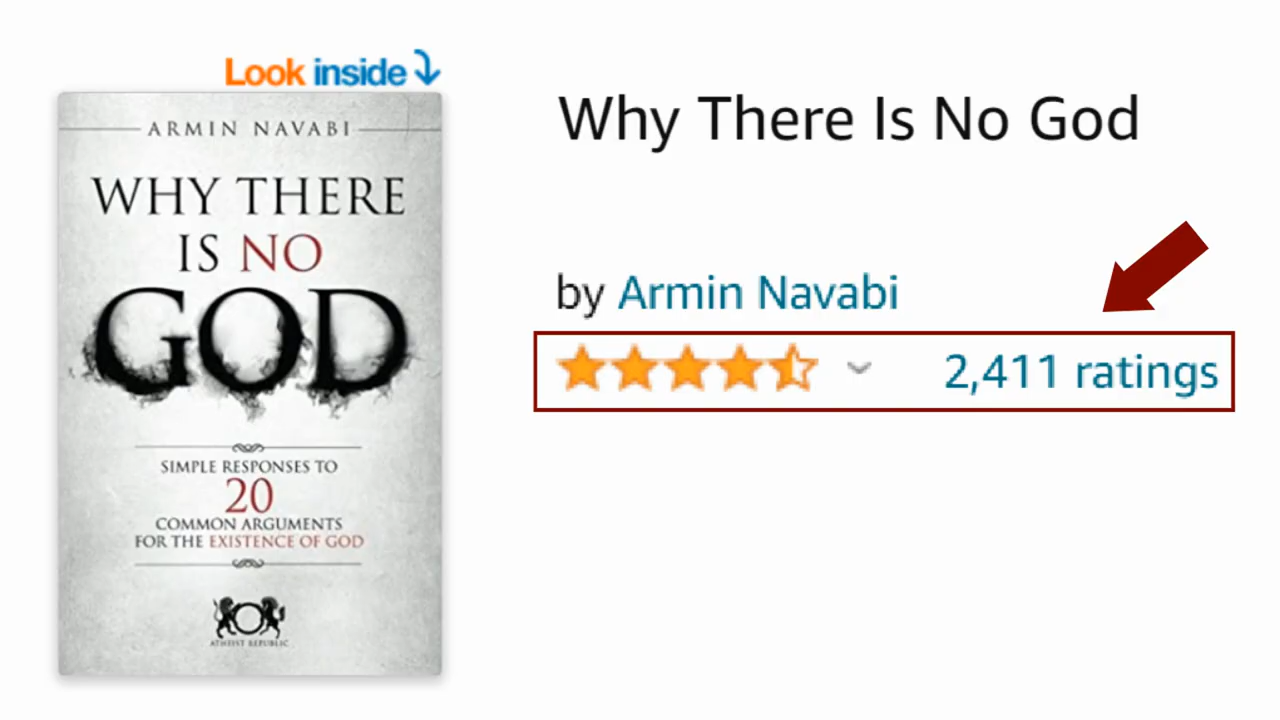 Look inside
ARMIN NAVABI
WHY THERE
IS NO
GOD
SIMPLE RESPONSES TO
20
COMMON ARGUMENTS
FOR THE EXISTENCE OF GOD
ATHEIST REPUBLIC
Why There Is No God
by Armin Navabi
2,411 ratings